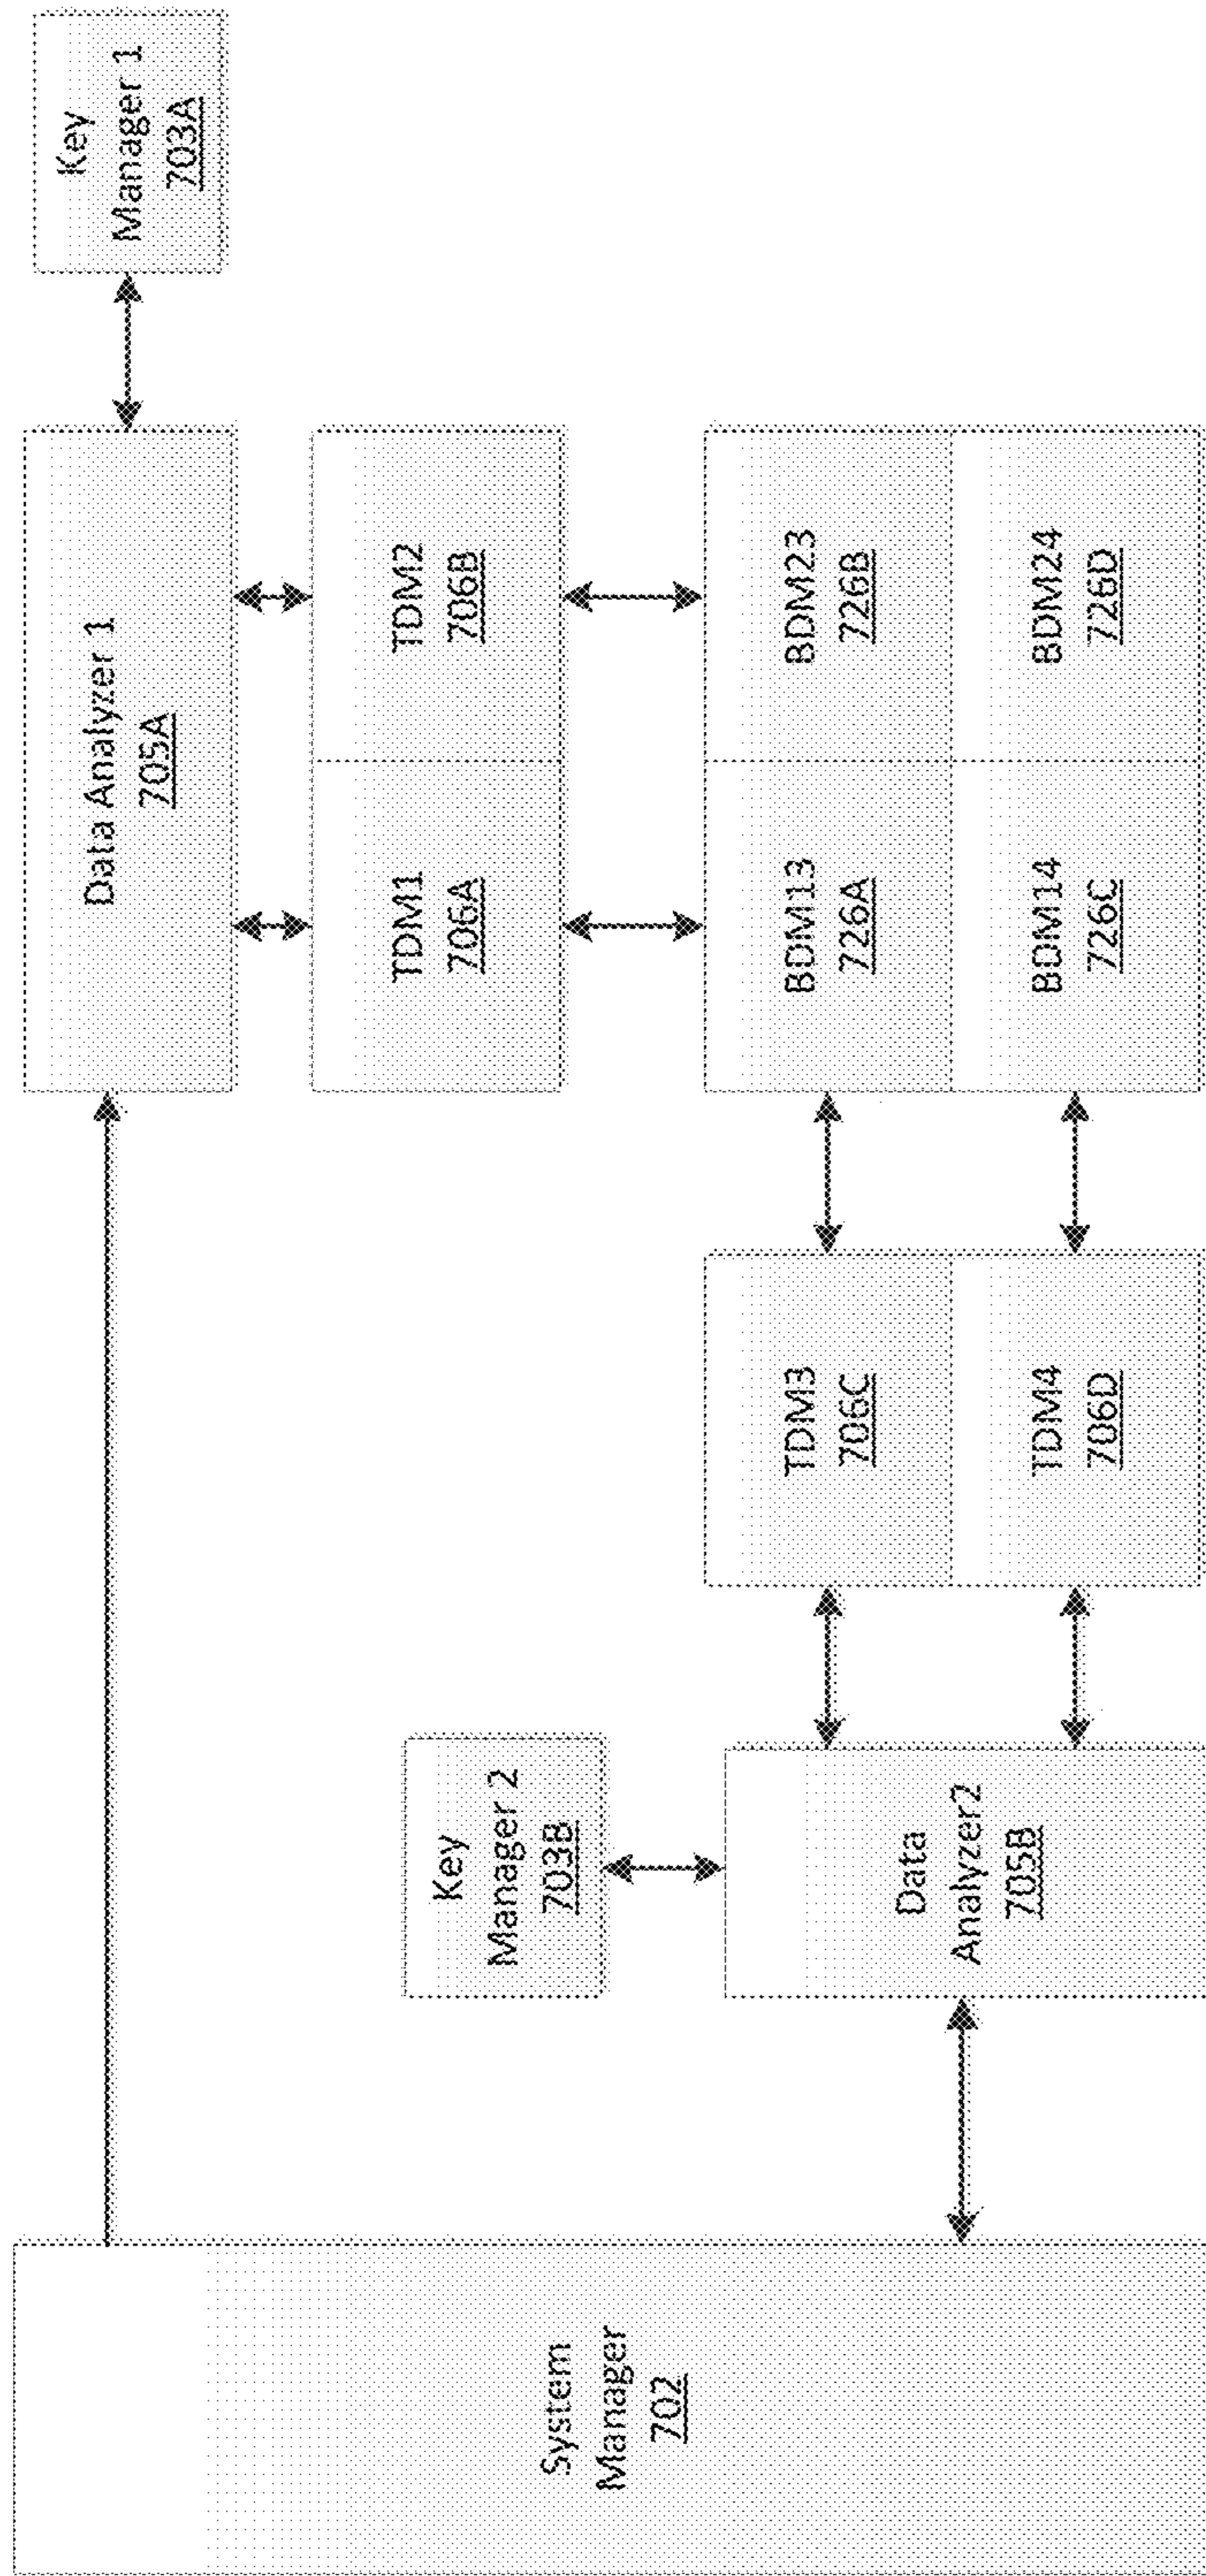 Data Analyzer 1
705A
Key
Manager 1
703A
TDM1
706A
TDM2
706B
Key
Manager 2
703B
System
Manager
702
Data
Analyzer2
705B
TDM3
706C
BDM13
726A
BDM23
726B
TDM4
706D
BDM14
726C
BDM24
726D